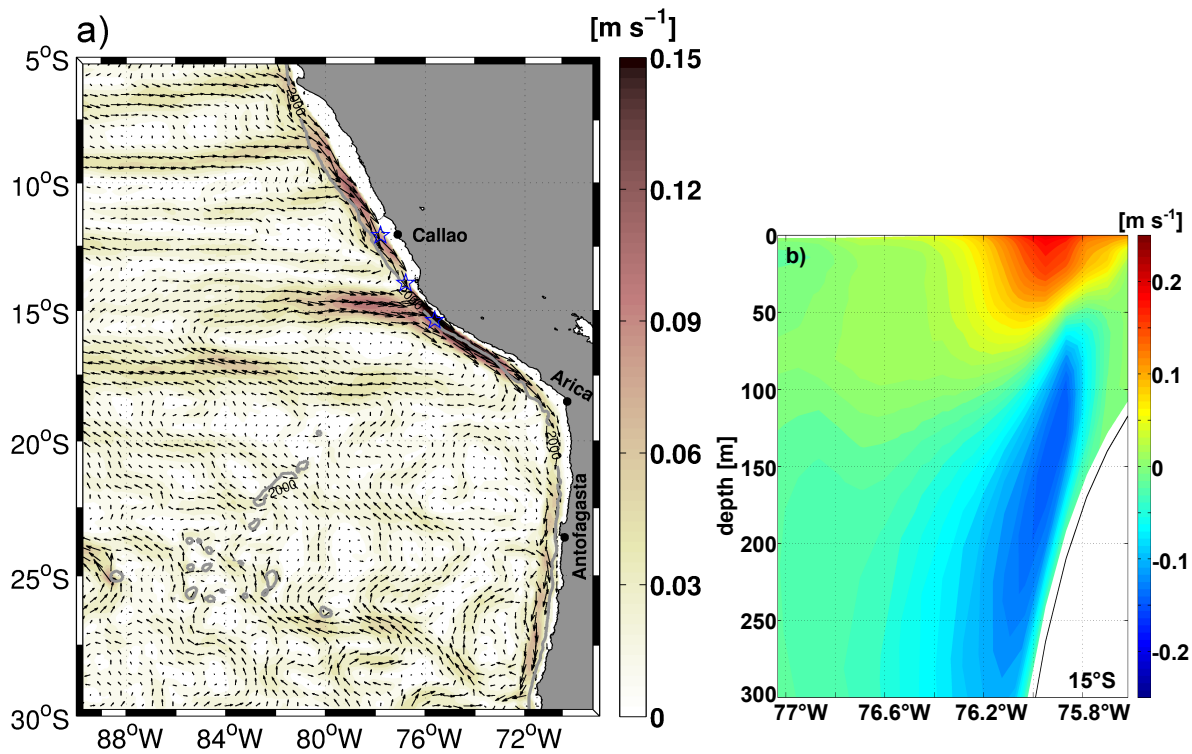 a)
[m s⁻¹]
5°S
10°S
15°S
20°S
25°S
30°S
88°W
84°W
80°W
76°W
72°W
2000
Callao
Arica
2000
2000
Antofagasta
0.15
0.12
0.09
0.06
0.03
0
b)
[m s⁻¹]
depth [m]
0
50
100
150
200
250
300
77°W
76.6°W
76.2°W
75.8°W
15°S
0.2
0.1
0
-0.1
-0.2